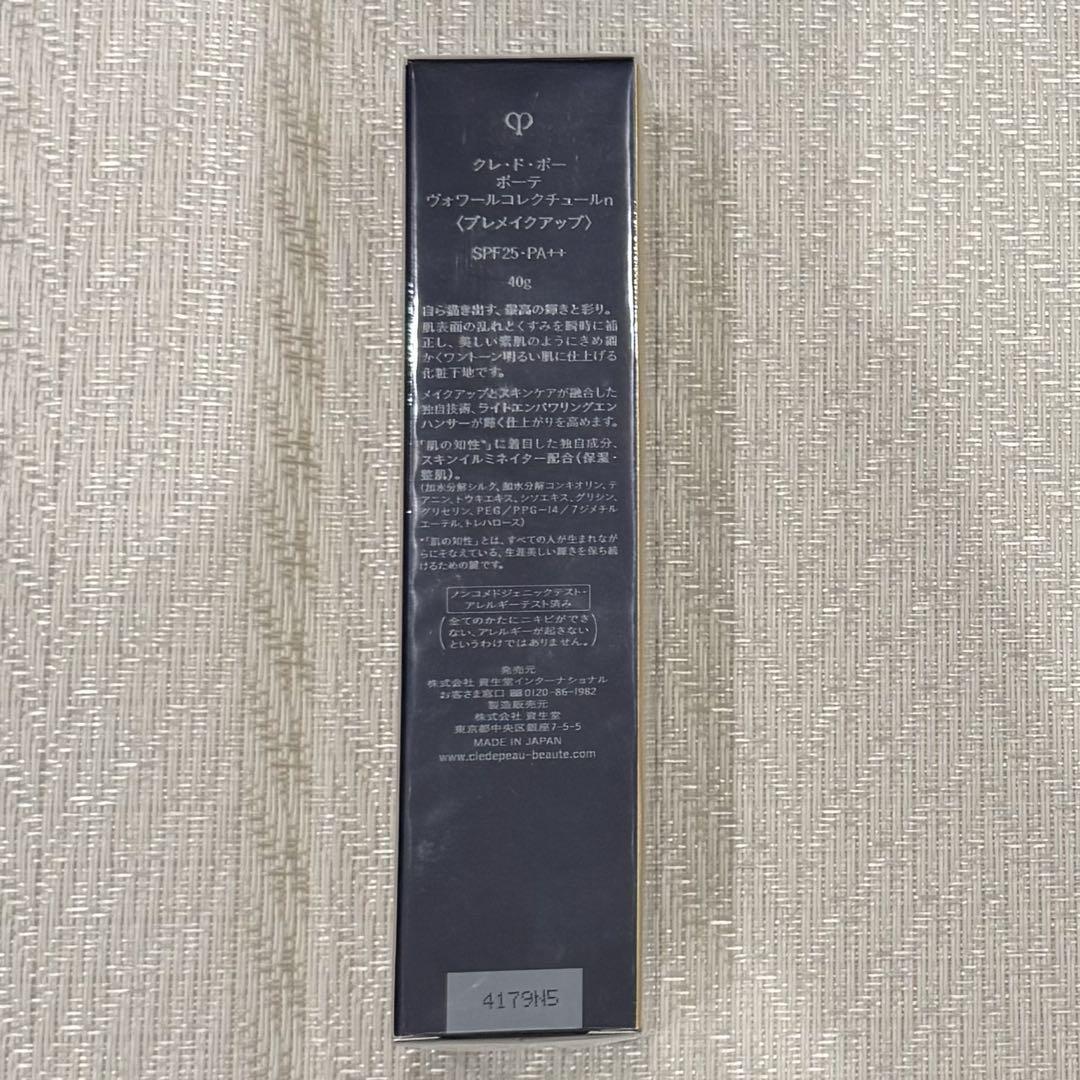 クレ・ド・ポー
ボーテ
ヴォワールコレクチュールn
〈プレメイクアップ〉
SPF25・PA++
40g
自ら描き出す、最高の輝きと彩り。
肌表面の乱れとくすみを瞬時に補
正し、美しい素肌のようにきめ細
かくワントーン明るい肌に仕上げる
化粧下地です。
メイクアップとスキンケアが融合した
独自技術、ライトエンパワリングエン
ハンサーが輝く仕上がりを高めます。
「肌の知性*」に着目した独自成分、
スキンイルミネイター配合（保湿・
整肌）。
（加水分解シルク、加水分解コンキオリン、テ
アニン、トウキエキス、シソエキス、グリシン、
グリセリン、PEG／PPG-14／7ジメチル
エーテル、トレハロース）
*「肌の知性」とは、すべての人が生まれなが
らにそなえている、生涯美しい輝きを保ち続
けるための鍵です。
ノンコメドジェニックテスト・
アレルギーテスト済み
（全てのかたにニキビができ
ない、アレルギーが起きない
というわけではありません。）
発売元
株式会社 資生堂インターナショナル
お客さま窓口 0120-86-1982
製造販売元
株式会社 資生堂
東京都中央区銀座7-5-5
MADE IN JAPAN
www.cledepeau-beaute.com
4179N5